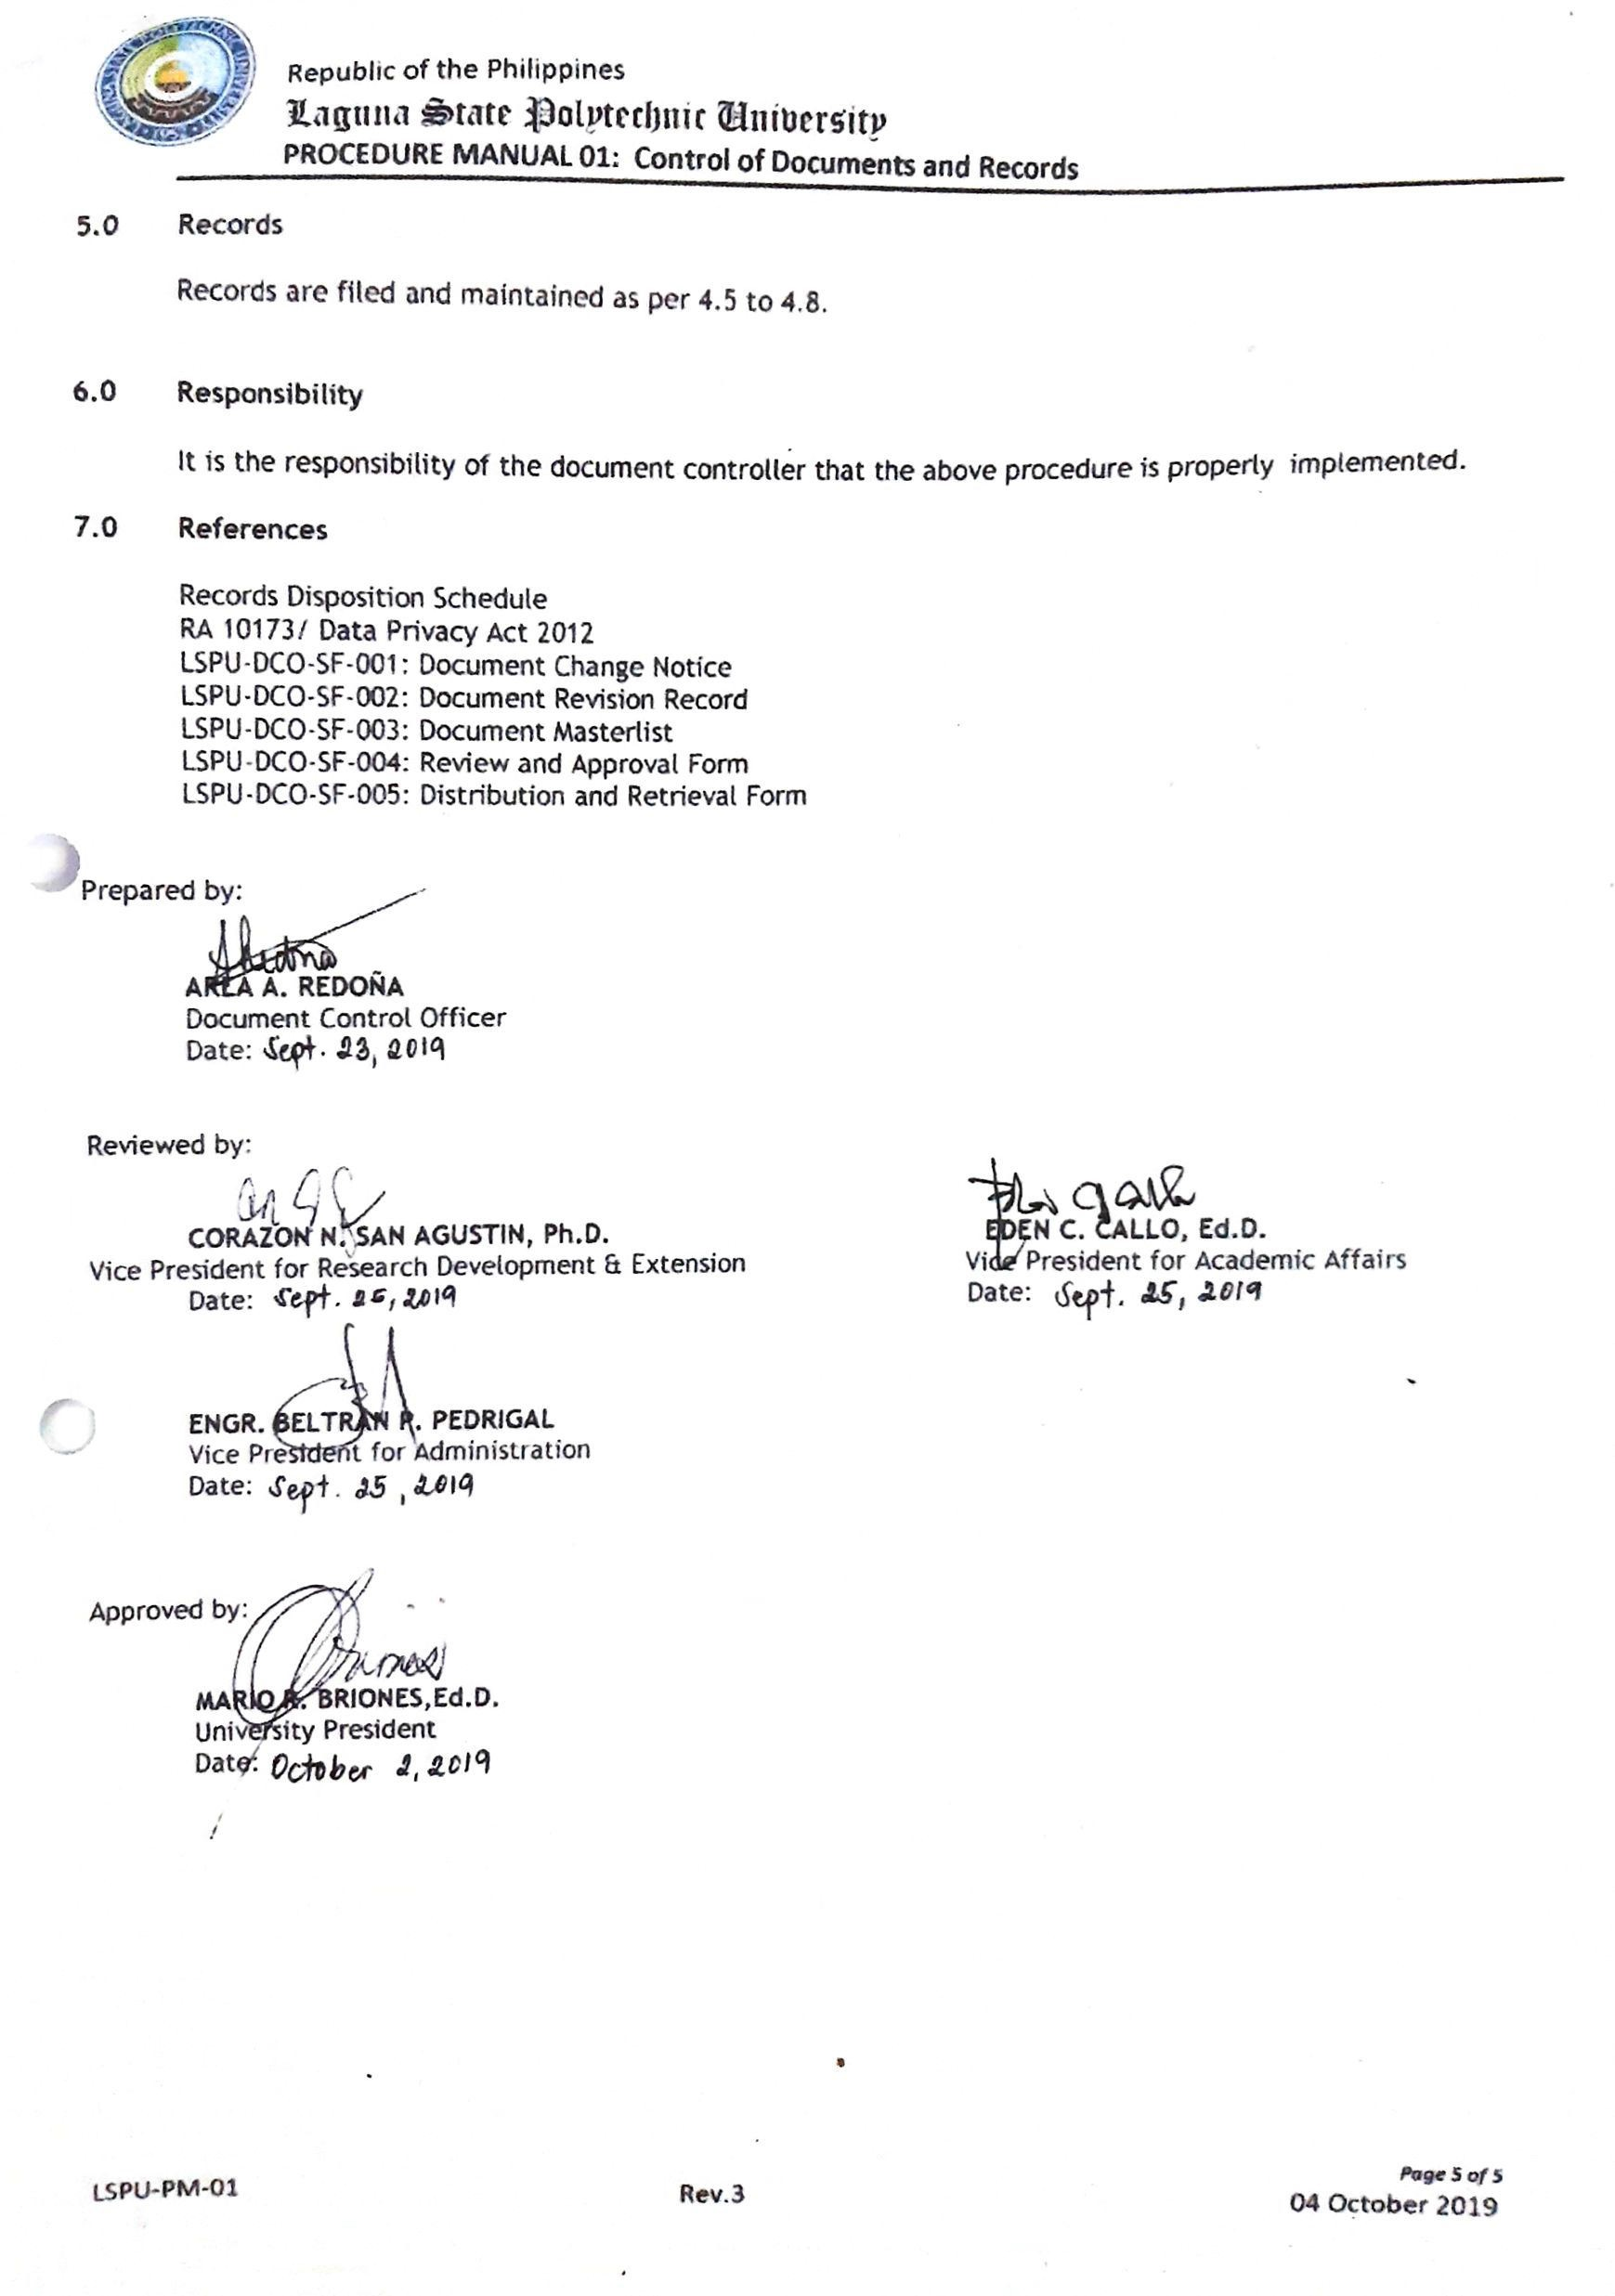 Republic of the Philippines
Laguna State Polytechnic University
PROCEDURE MANUAL 01: Control of Documents and Records
5.0 Records
Records are filed and maintained as per 4.5 to 4.8.
6.0 Responsibility
It is the responsibility of the document controller that the above procedure is properly implemented.
7.0 References
Records Disposition Schedule
RA 10173/ Data Privacy Act 2012
LSPU-DCO-SF-001: Document Change Notice
LSPU-DCO-SF-002: Document Revision Record
LSPU-DCO-SF-003: Document Masterlist
LSPU-DCO-SF-004: Review and Approval Form
LSPU-DCO-SF-005: Distribution and Retrieval Form
Prepared by:
ARLA A. REDOÑA
Document Control Officer
Date: Sept. 23, 2019
Reviewed by:
CORAZON N. SAN AGUSTIN, Ph.D.
Vice President for Research Development & Extension
Date: Sept. 25, 2019
EDEN C. CALLO, Ed.D.
Vice President for Academic Affairs
Date: Sept. 25, 2019
ENGR. BELTRAN P. PEDRIGAL
Vice President for Administration
Date: Sept. 25, 2019
Approved by:
MARIO R. BRIONES,Ed.D.
University President
Date: October 2, 2019
LSPU-PM-01
Rev.3
Page 5 of 5
04 October 2019